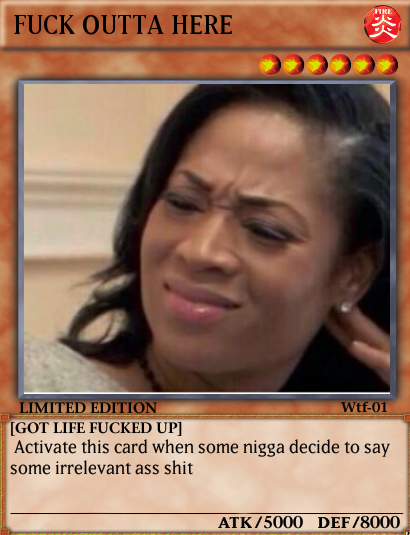 FUCK OUTTA HERE
FIRE
炎
LIMITED EDITION
Wtf-01
[GOT LIFE FUCKED UP]
Activate this card when some nigga decide to say
some irrelevant ass shit
ATK/5000 DEF/8000